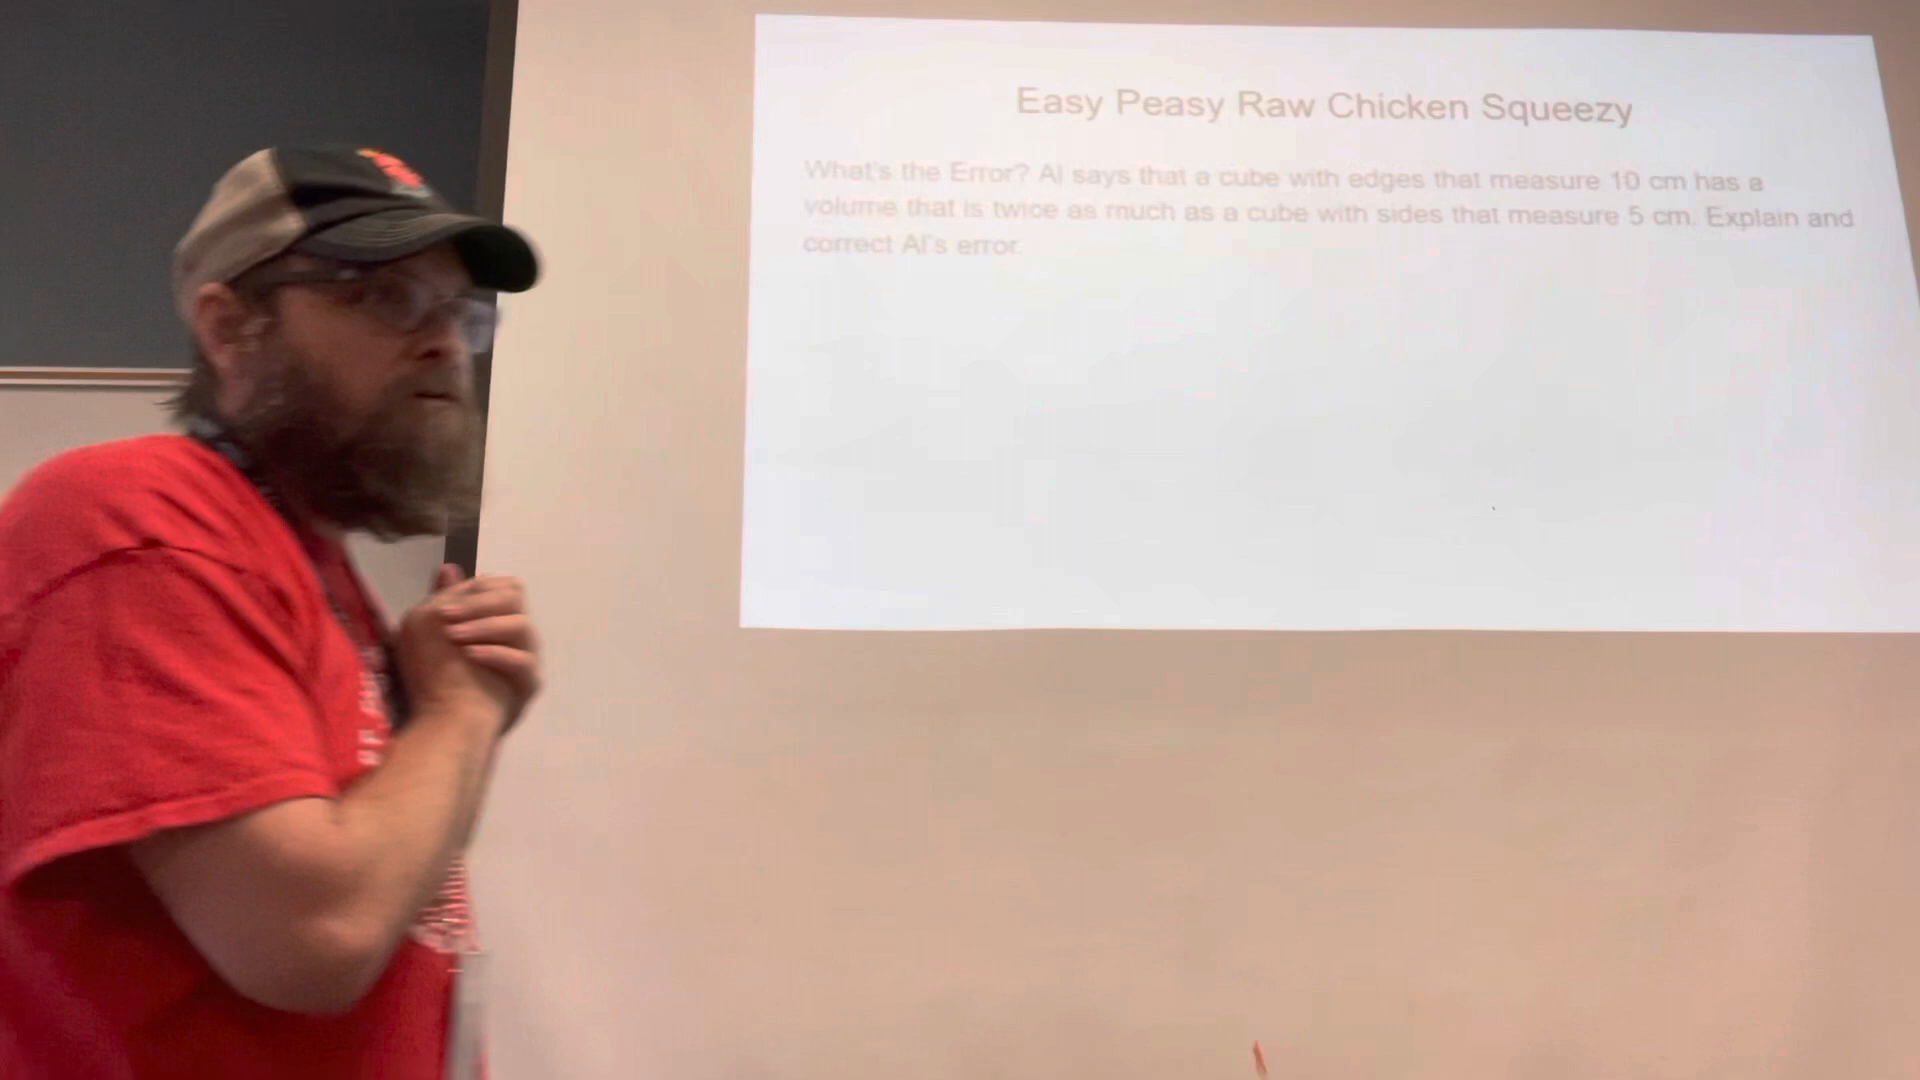 Easy Peasy Raw Chicken Squeezy
What's the Error? Al says that a cube with edges that measure 10 cm has a
volume that is twice as much as a cube with sides that measure 5 cm. Explain and
correct Al's error.